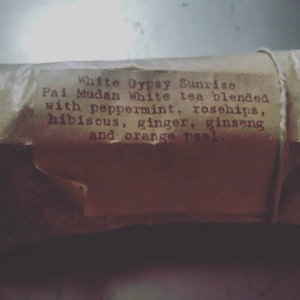 White Gypsy Sunrise
Pai Mudan White tea blended
with peppermint, rosehips,
hibiscus, ginger, ginseng
and orange peel.